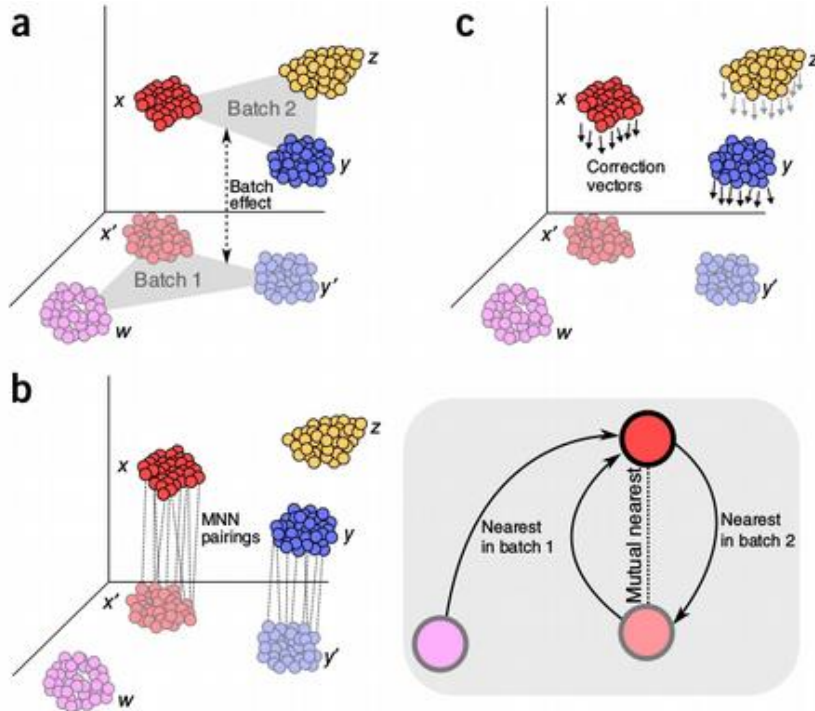 a
x
z
Batch 2
y
Batch
effect
x'
Batch 1
y'
w
b
x
z
MNN
pairings
y
x'
y'
w
c
x
z
y
Correction
vectors
x'
y'
w
Nearest
in batch 1
Mutual nearest
Nearest
in batch 2